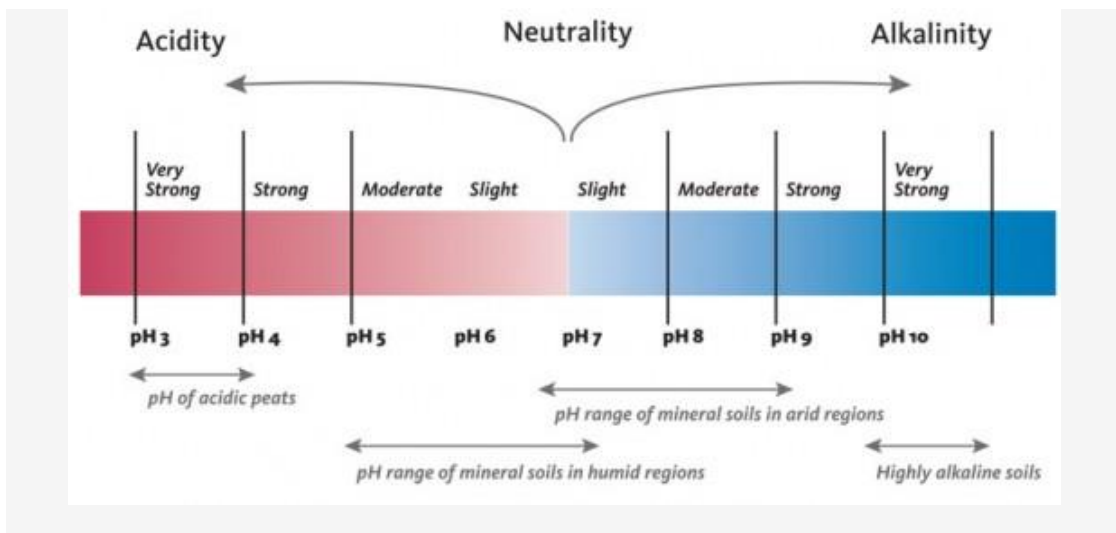 Acidity
Neutrality
Alkalinity
Very
Strong
Strong
Moderate
Slight
Slight
Moderate
Strong
Very
Strong
pH 3
pH 4
pH 5
pH 6
pH 7
pH 8
pH 9
pH 10
pH of acidic peats
pH range of mineral soils in arid regions
pH range of mineral soils in humid regions
Highly alkaline soils